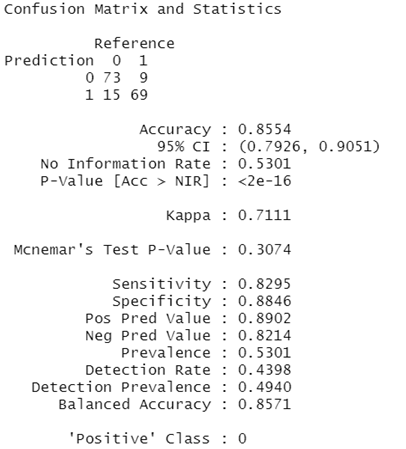 Confusion Matrix and Statistics
Reference
Prediction 0 1
0 73 9
1 15 69
Accuracy : 0.8554
95% CI : (0.7926, 0.9051)
No Information Rate : 0.5301
P-Value [Acc > NIR] : <2e-16
Kappa : 0.7111
Mcnemar's Test P-Value : 0.3074
Sensitivity : 0.8295
Specificity : 0.8846
Pos Pred Value : 0.8902
Neg Pred Value : 0.8214
Prevalence : 0.5301
Detection Rate : 0.4398
Detection Prevalence : 0.4940
Balanced Accuracy : 0.8571
'Positive' Class : 0